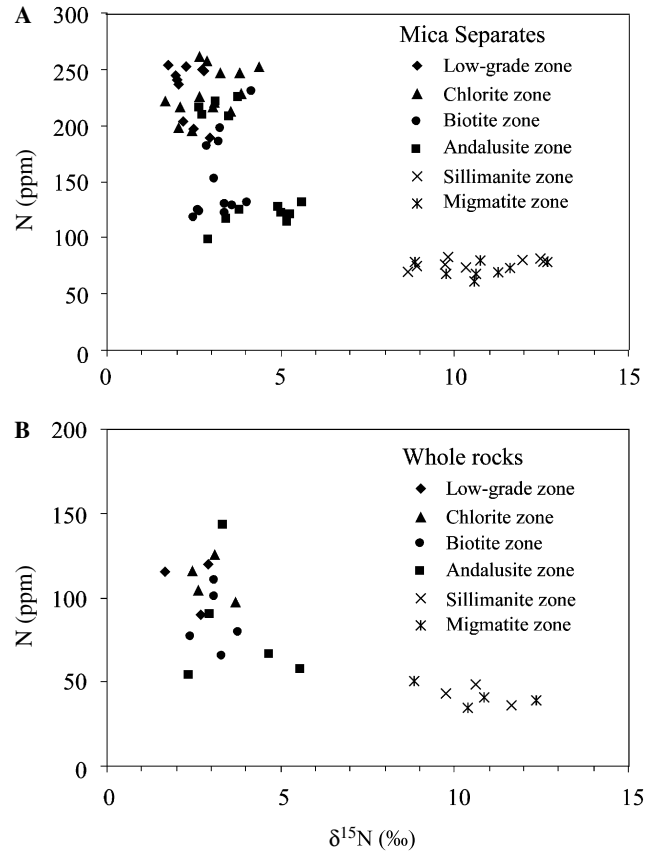 A
300
250
200
150
100
50
0
N (ppm)
Mica Separates
Low-grade zone
Chlorite zone
Biotite zone
Andalusite zone
Sillimanite zone
Migmatite zone
0 5 10 15
B
200
150
100
50
0
N (ppm)
Whole rocks
Low-grade zone
Chlorite zone
Biotite zone
Andalusite zone
Sillimanite zone
Migmatite zone
0 5 10 15
δ¹⁵N (‰)